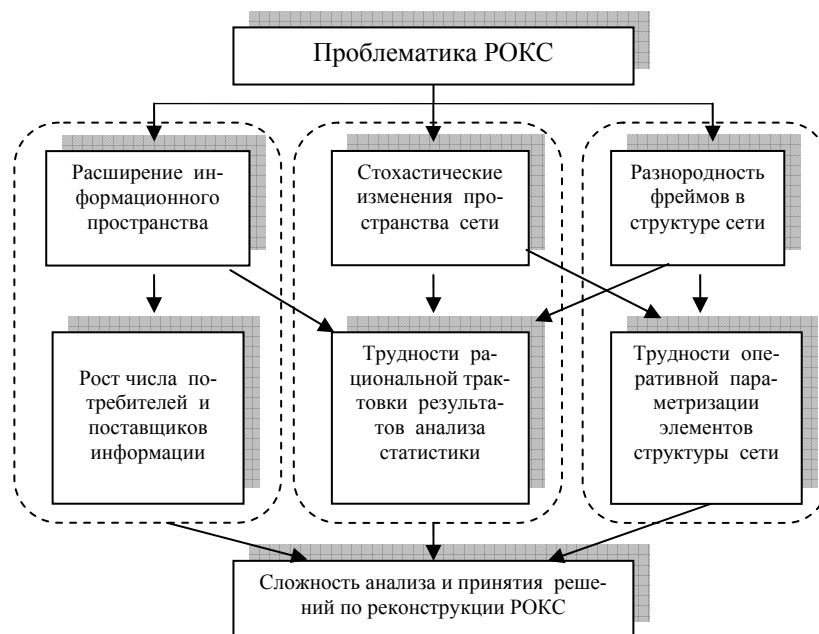 Проблематика РОКС
Расширение ин-
формационного
пространства
Стохастические
изменения про-
странства сети
Разнородность
фреймов в
структуре сети
Рост числа по-
требителей и
поставщиков
информации
Трудности ра-
циональной трак-
товки результа-
тов анализа
статистики
Трудности опе-
ративной пара-
метризации
элементов
структуры сети
Сложность анализа и принятия реше-
ний по реконструкции РОКС